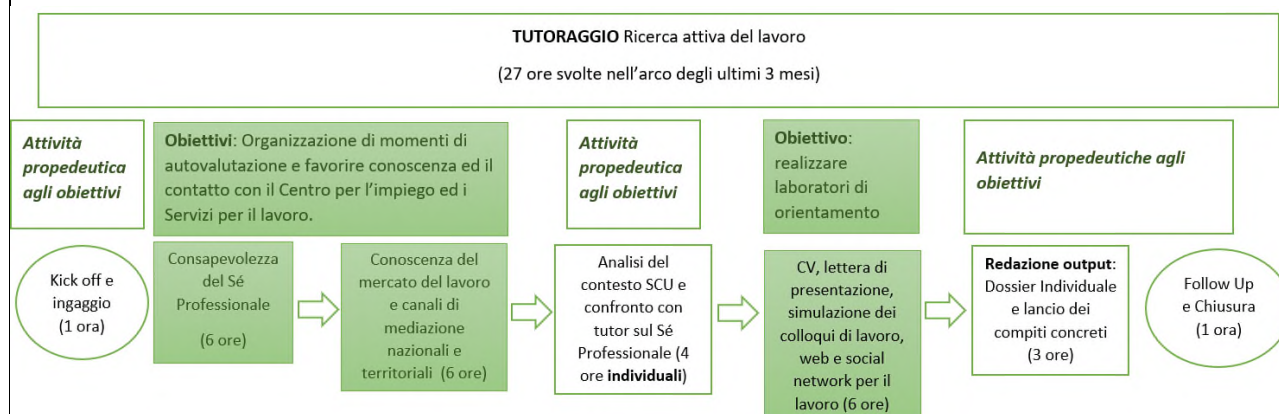 TUTORAGGIO Ricerca attiva del lavoro
(27 ore svolte nell'arco degli ultimi 3 mesi)
Attività
propedeutica
agli obiettivi
Obiettivi: Organizzazione di momenti di
autovalutazione e favorire conoscenza ed il
contatto con il Centro per l'impiego ed i
Servizi per il lavoro.
Attività
propedeutica
agli obiettivi
Obiettivo:
realizzare
laboratori di
orientamento
Attività propedeutiche agli
obiettivi
Kick off e
ingaggio
(1 ora)
Consapevolezza
del Sé
Professionale
(6 ore)
Conoscenza del
mercato del lavoro
e canali di
mediazione
nazionali e
territoriali (6 ore)
Analisi del
contesto SCU e
confronto con
tutor sul Sé
Professionale (4
ore individuali)
CV, lettera di
presentazione,
simulazione dei
colloqui di lavoro,
web e social
network per il
lavoro (6 ore)
Redazione output:
Dossier Individuale
e lancio dei
compiti concreti
(3 ore)
Follow Up
e Chiusura
(1 ora)